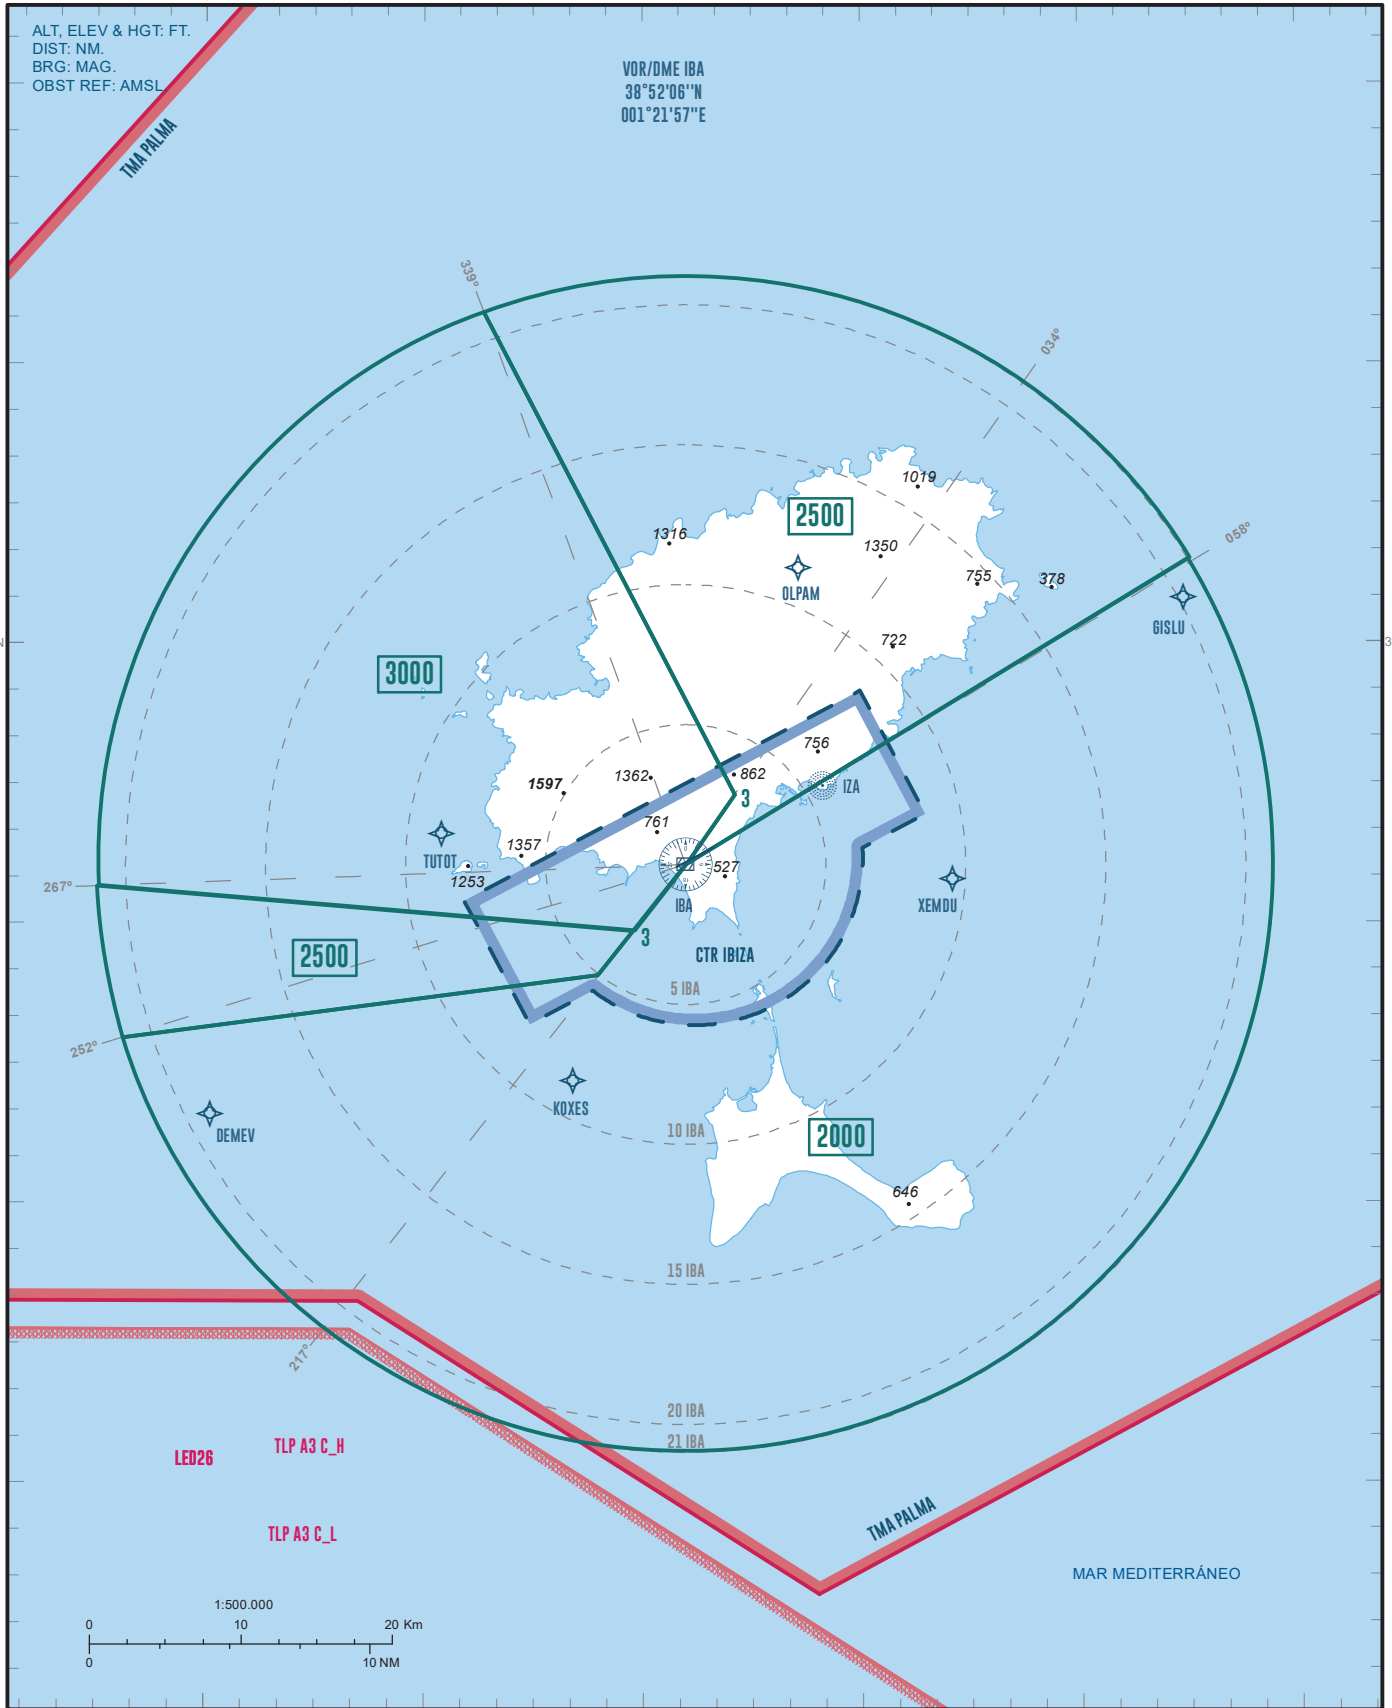 ALT, ELEV & HGT: FT.
DIST: NM.
BRG: MAG.
OBST REF: AMSL
VOR/DME IBA
38°52'06''N
001°21'57''E
TMA PALMA
339°
034°
1019
2500
1316
1350
058°
755
378
OLPAM
GISLU
722
N
3
3000
756
862
1362
1597
IZA
3
761
TUTOT
1357
527
1253
267°
IBA
XEMDU
3
2500
CTR IBIZA
5 IBA
252°
KOXES
DEMEV
10 IBA
2000
646
15 IBA
217°
20 IBA
21 IBA
LED26
TLP A3 C_H
TLP A3 C_L
TMA PALMA
MAR MEDITERRÁNEO
1:500.000
0 10 20 Km
0 10 NM